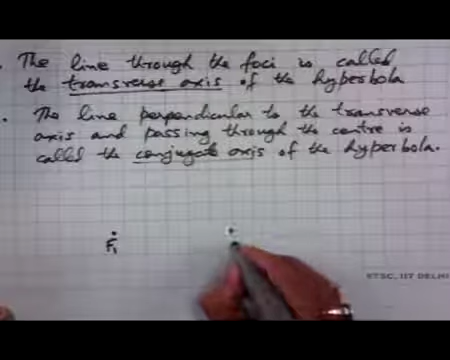 . The line through the foci is called
the transverse axis of the hyperbola
. The line perpendicular to the transverse
axis and passing through the centre is
called the conjugate axis of the hyperbola.
F₁
ETSC, IIT DELHI